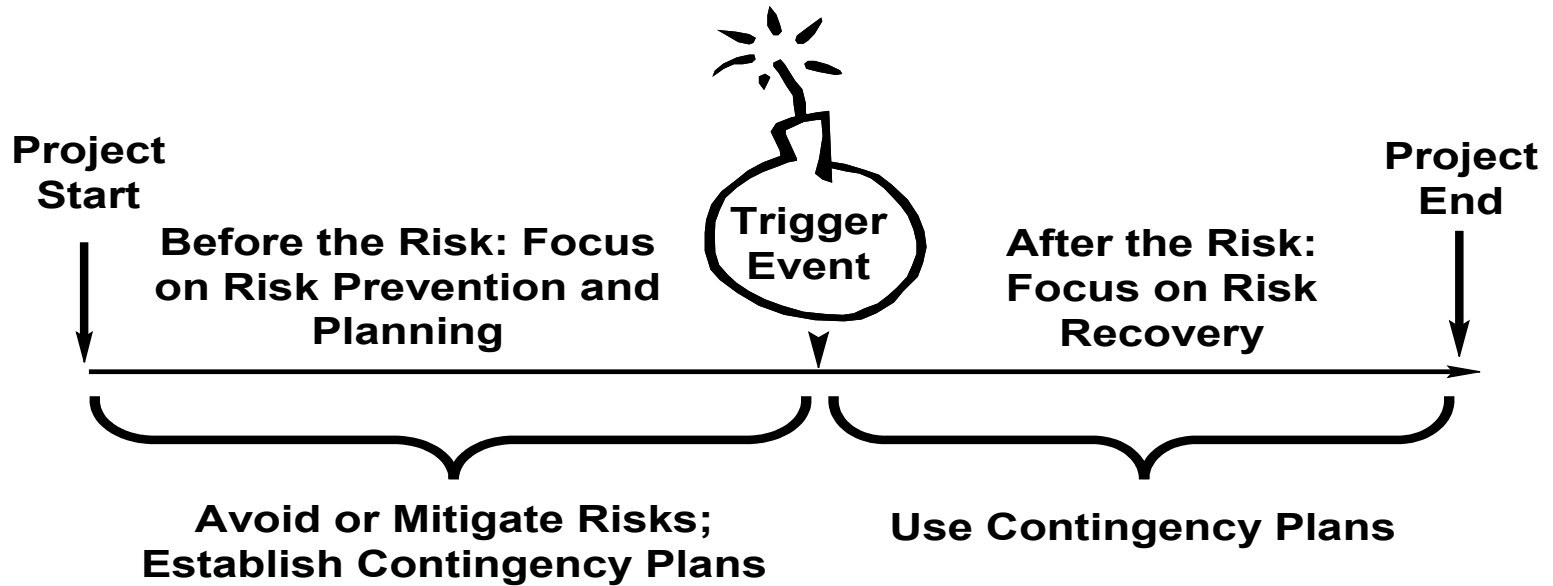 Project
Start
Before the Risk: Focus
on Risk Prevention and
Planning
Trigger
Event
After the Risk:
Focus on Risk
Recovery
Project
End
Avoid or Mitigate Risks;
Establish Contingency Plans
Use Contingency Plans